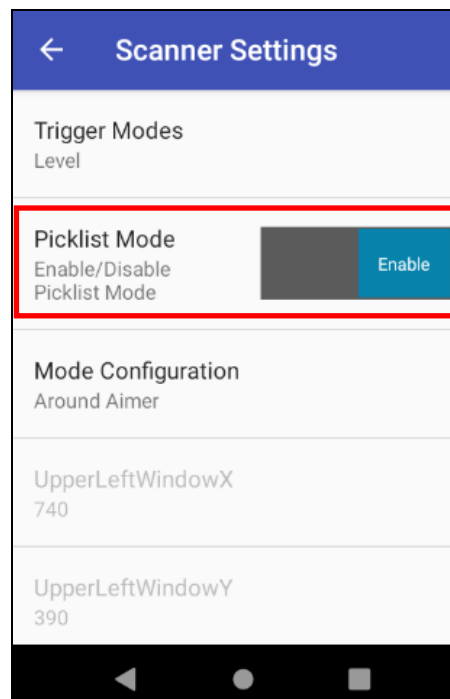 Scanner Settings
Trigger Modes
Level
Picklist Mode
Enable/Disable
Picklist Mode
Enable
Mode Configuration
Around Aimer
UpperLeftWindowX
740
UpperLeftWindowY
390